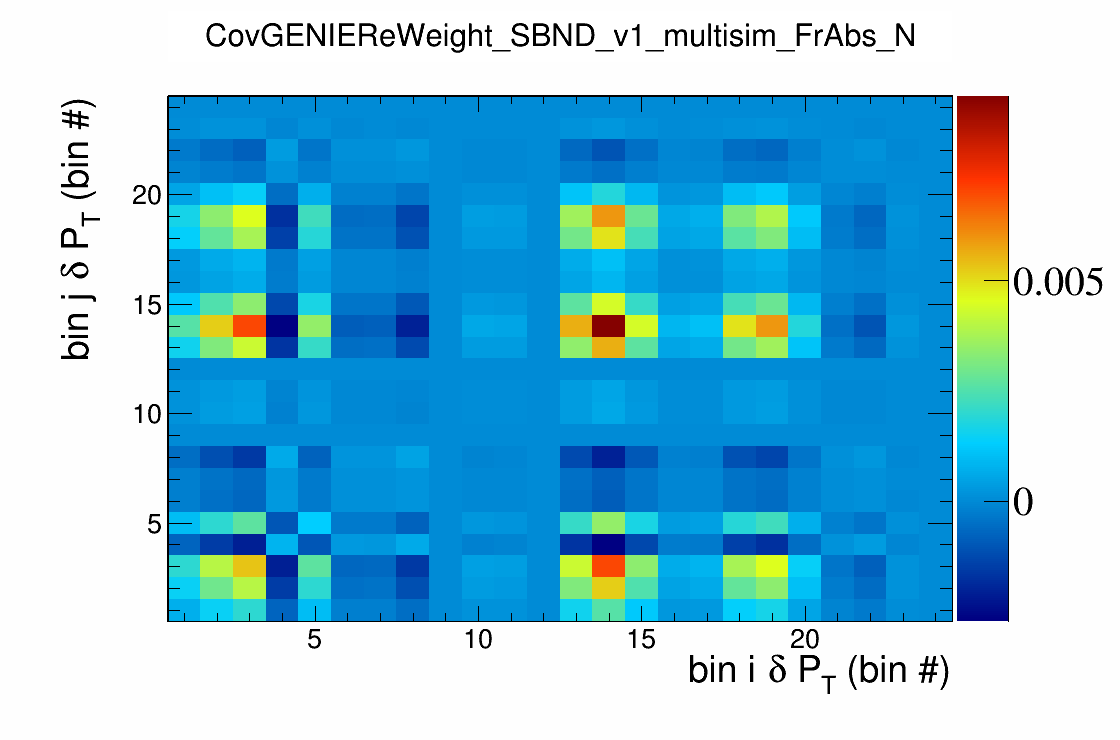 CovGENIEReWeight_SBND_v1_multisim_FrAbs_N
bin j δ P_T (bin #)
20
15
10
5
0.005
0
5 10 15 20
bin i δ P_T (bin #)